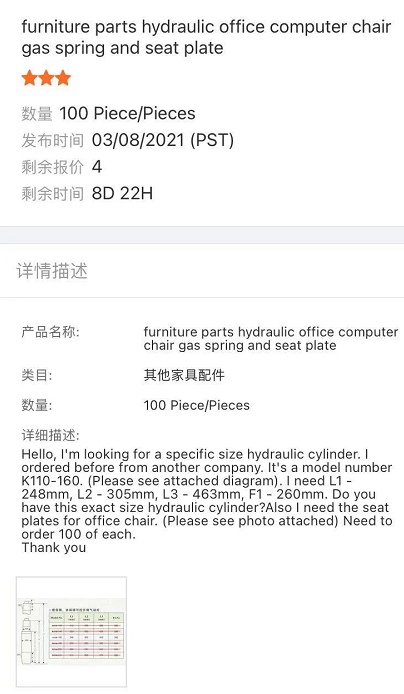 furniture parts hydraulic office computer chair
gas spring and seat plate
数量 100 Piece/Pieces
发布时间 03/08/2021 (PST)
剩余报价 4
剩余时间 8D 22H
详情描述
产品名称: furniture parts hydraulic office computer
chair gas spring and seat plate
类目: 其他家具配件
数量: 100 Piece/Pieces
详细描述:
Hello, I'm looking for a specific size hydraulic cylinder. I
ordered before from another company. It's a model number
K110-160. (Please see attached diagram). I need L1 -
248mm, L2 - 305mm, L3 - 463mm, F1 - 260mm. Do you
have this exact size hydraulic cylinder?Also I need the seat
plates for office chair. (Please see photo attached) Need to
order 100 of each.
Thank you